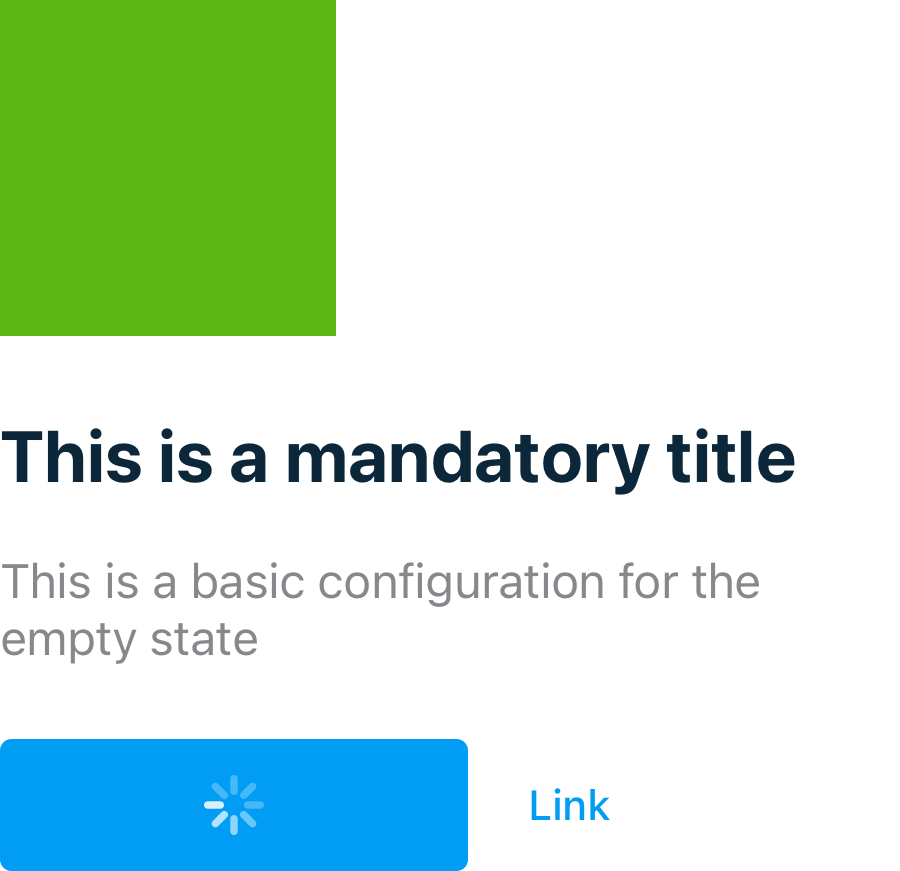 This is a mandatory title
This is a basic configuration for the
empty state
Link